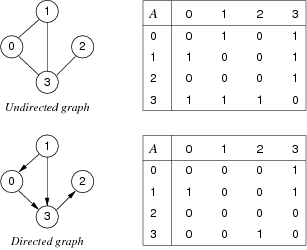 1
0
2
3
Undirected graph
A 0 1 2 3
0 0 1 0 1
1 1 0 0 1
2 0 0 0 1
3 1 1 1 0
1
0
2
3
Directed graph
A 0 1 2 3
0 0 0 0 1
1 1 0 0 1
2 0 0 0 0
3 0 0 1 0